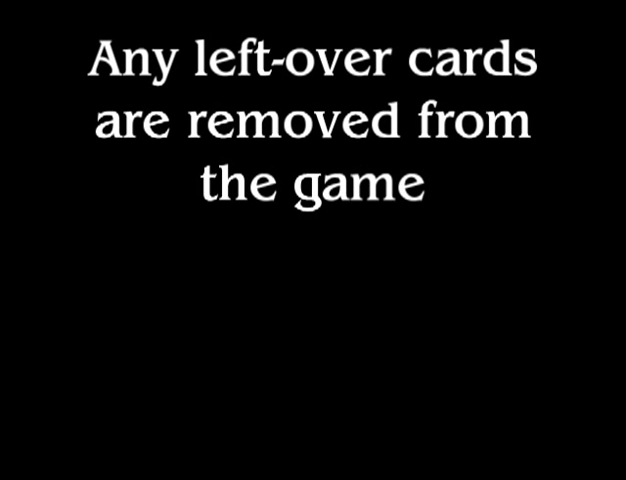 Any left-over cards
are removed from
the game